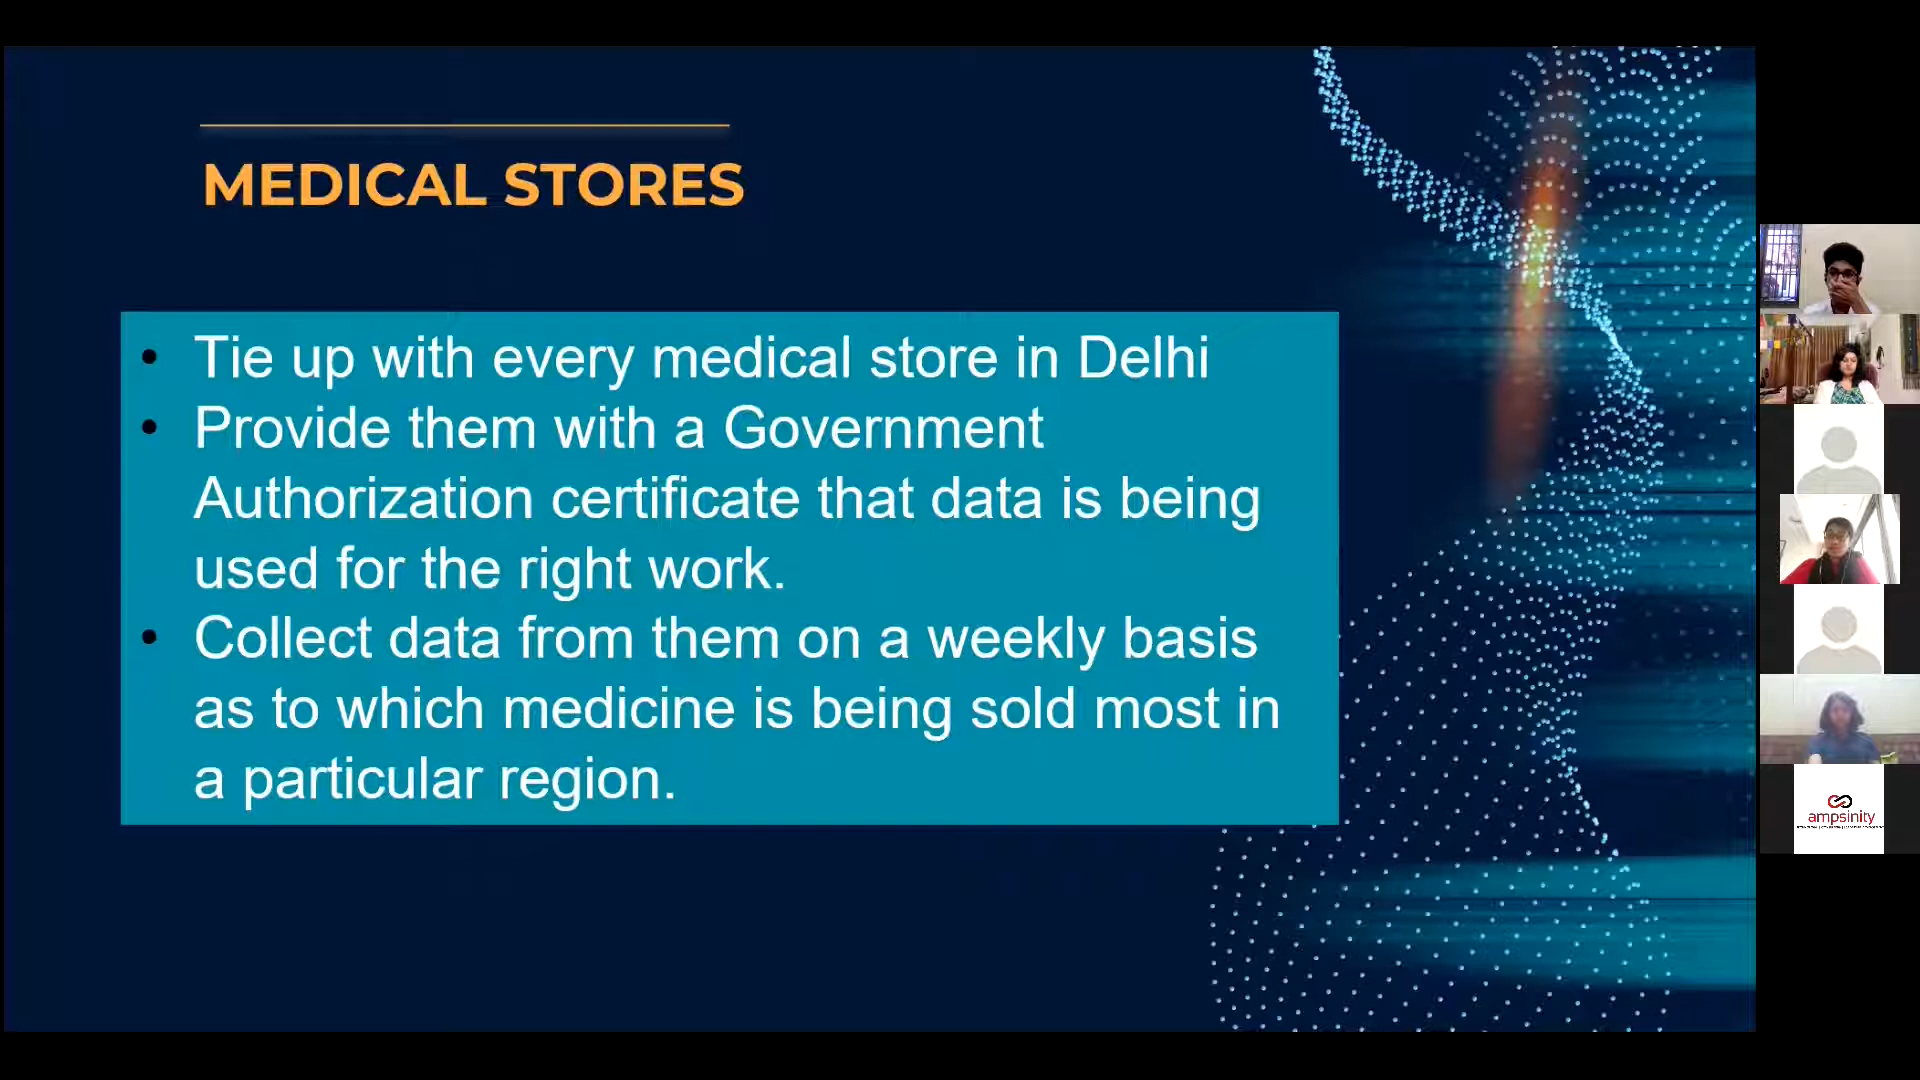 MEDICAL STORES
• Tie up with every medical store in Delhi
• Provide them with a Government
Authorization certificate that data is being
used for the right work.
• Collect data from them on a weekly basis
as to which medicine is being sold most in
a particular region.
ampsinity